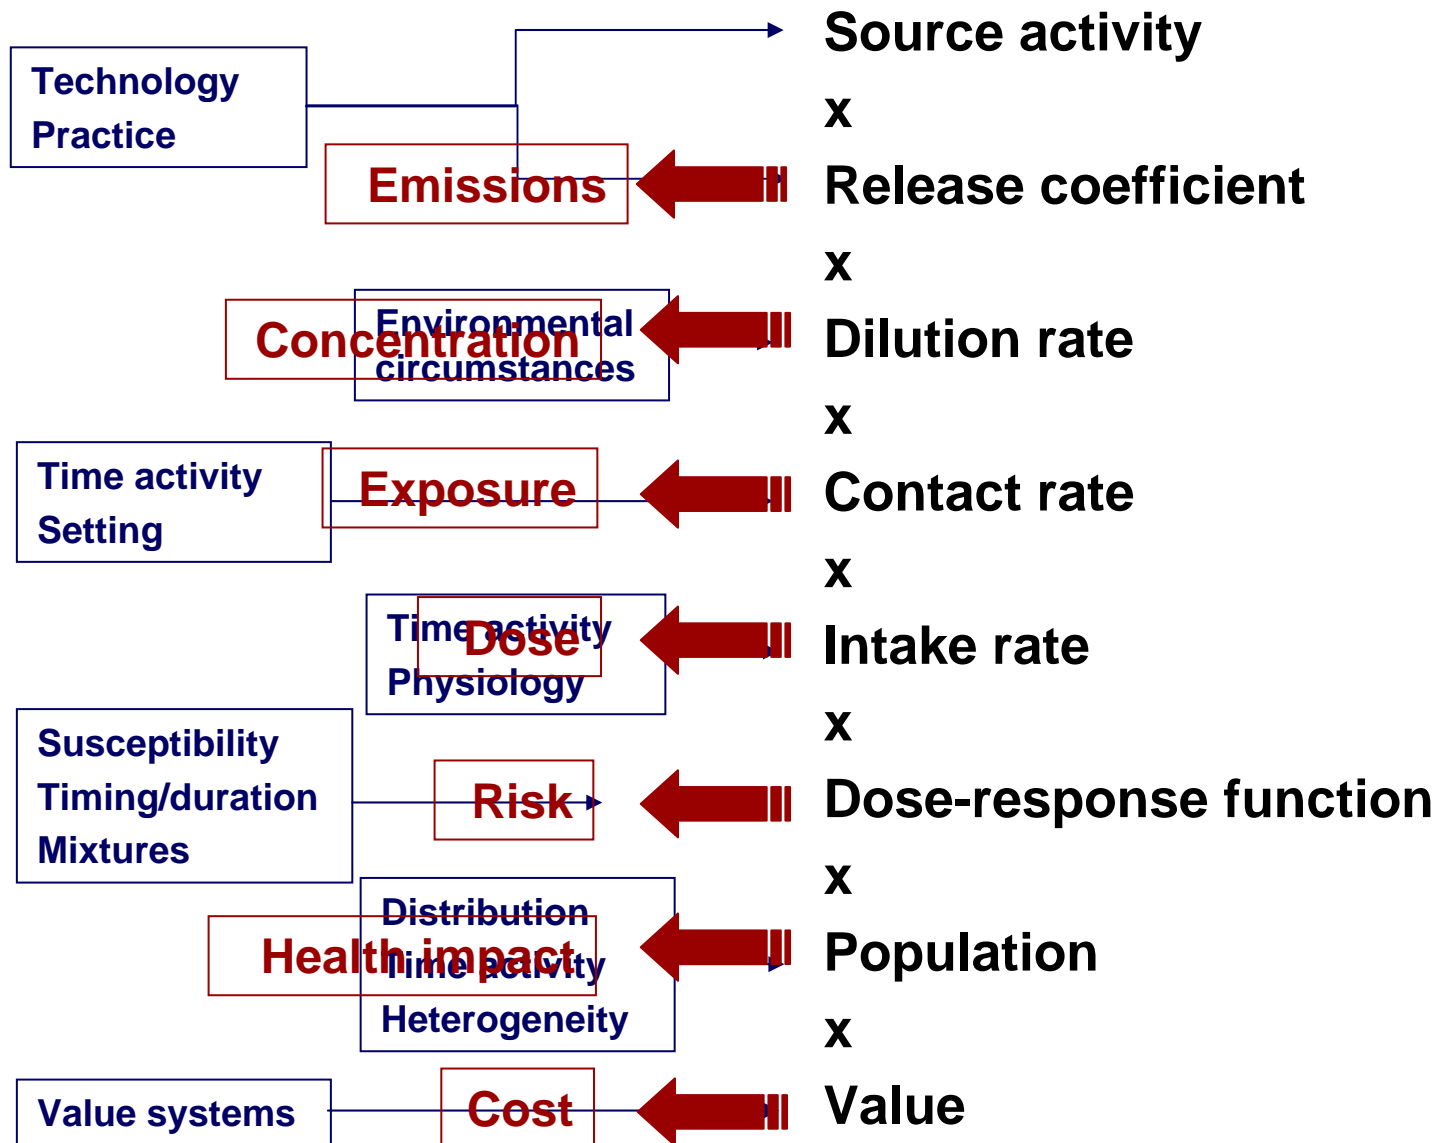 Source activity
Technology
Practice
x
Emissions
Release coefficient
x
Environmental
circumstances
Concentration
Dilution rate
x
Time activity
Setting
Exposure
Contact rate
x
Time activity
Physiology
Dose
Intake rate
x
Susceptibility
Timing/duration
Mixtures
Risk
Dose-response function
x
Distribution
Time activity
Heterogeneity
Health impact
Population
x
Value systems
Cost
Value